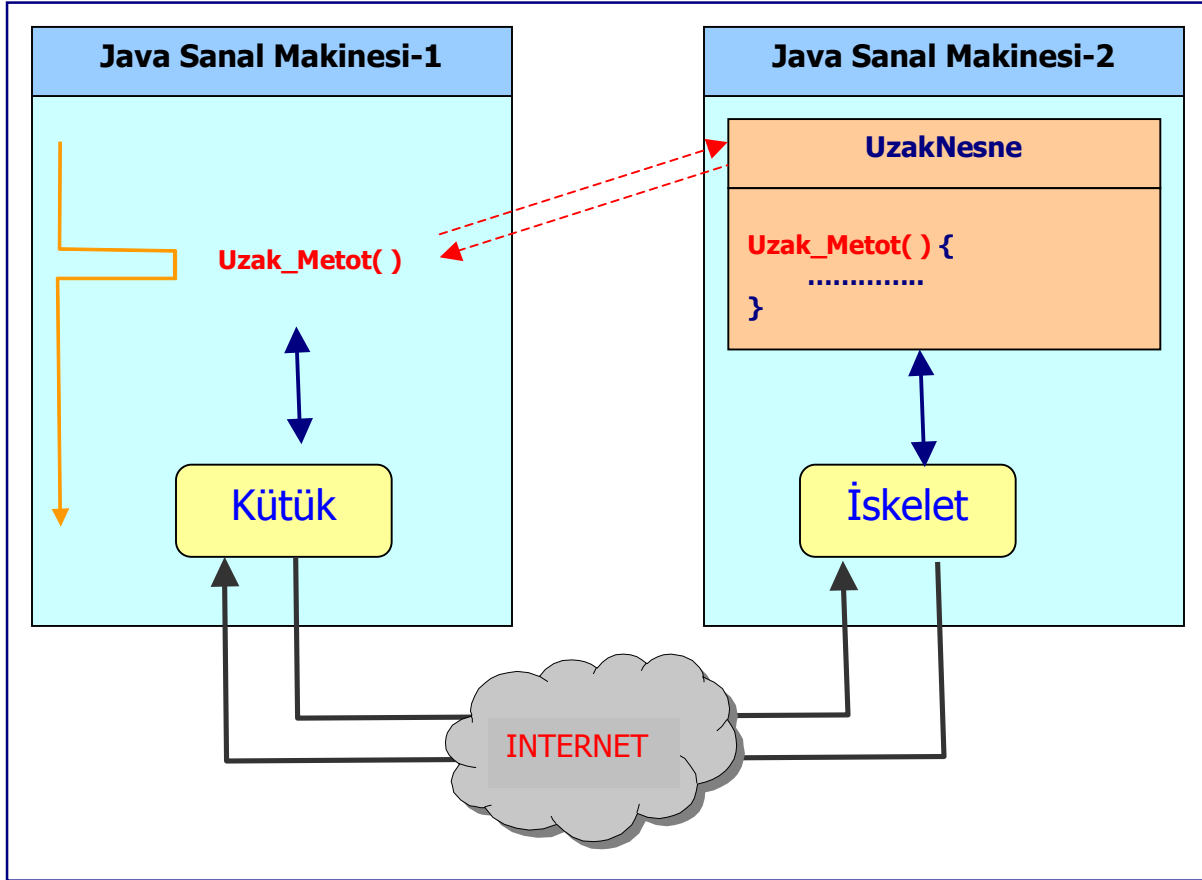 Java Sanal Makinesi-1
Java Sanal Makinesi-2
UzakNesne
Uzak_Metot( )
Uzak_Metot( ) {
..............
}
Kütük
İskelet
INTERNET